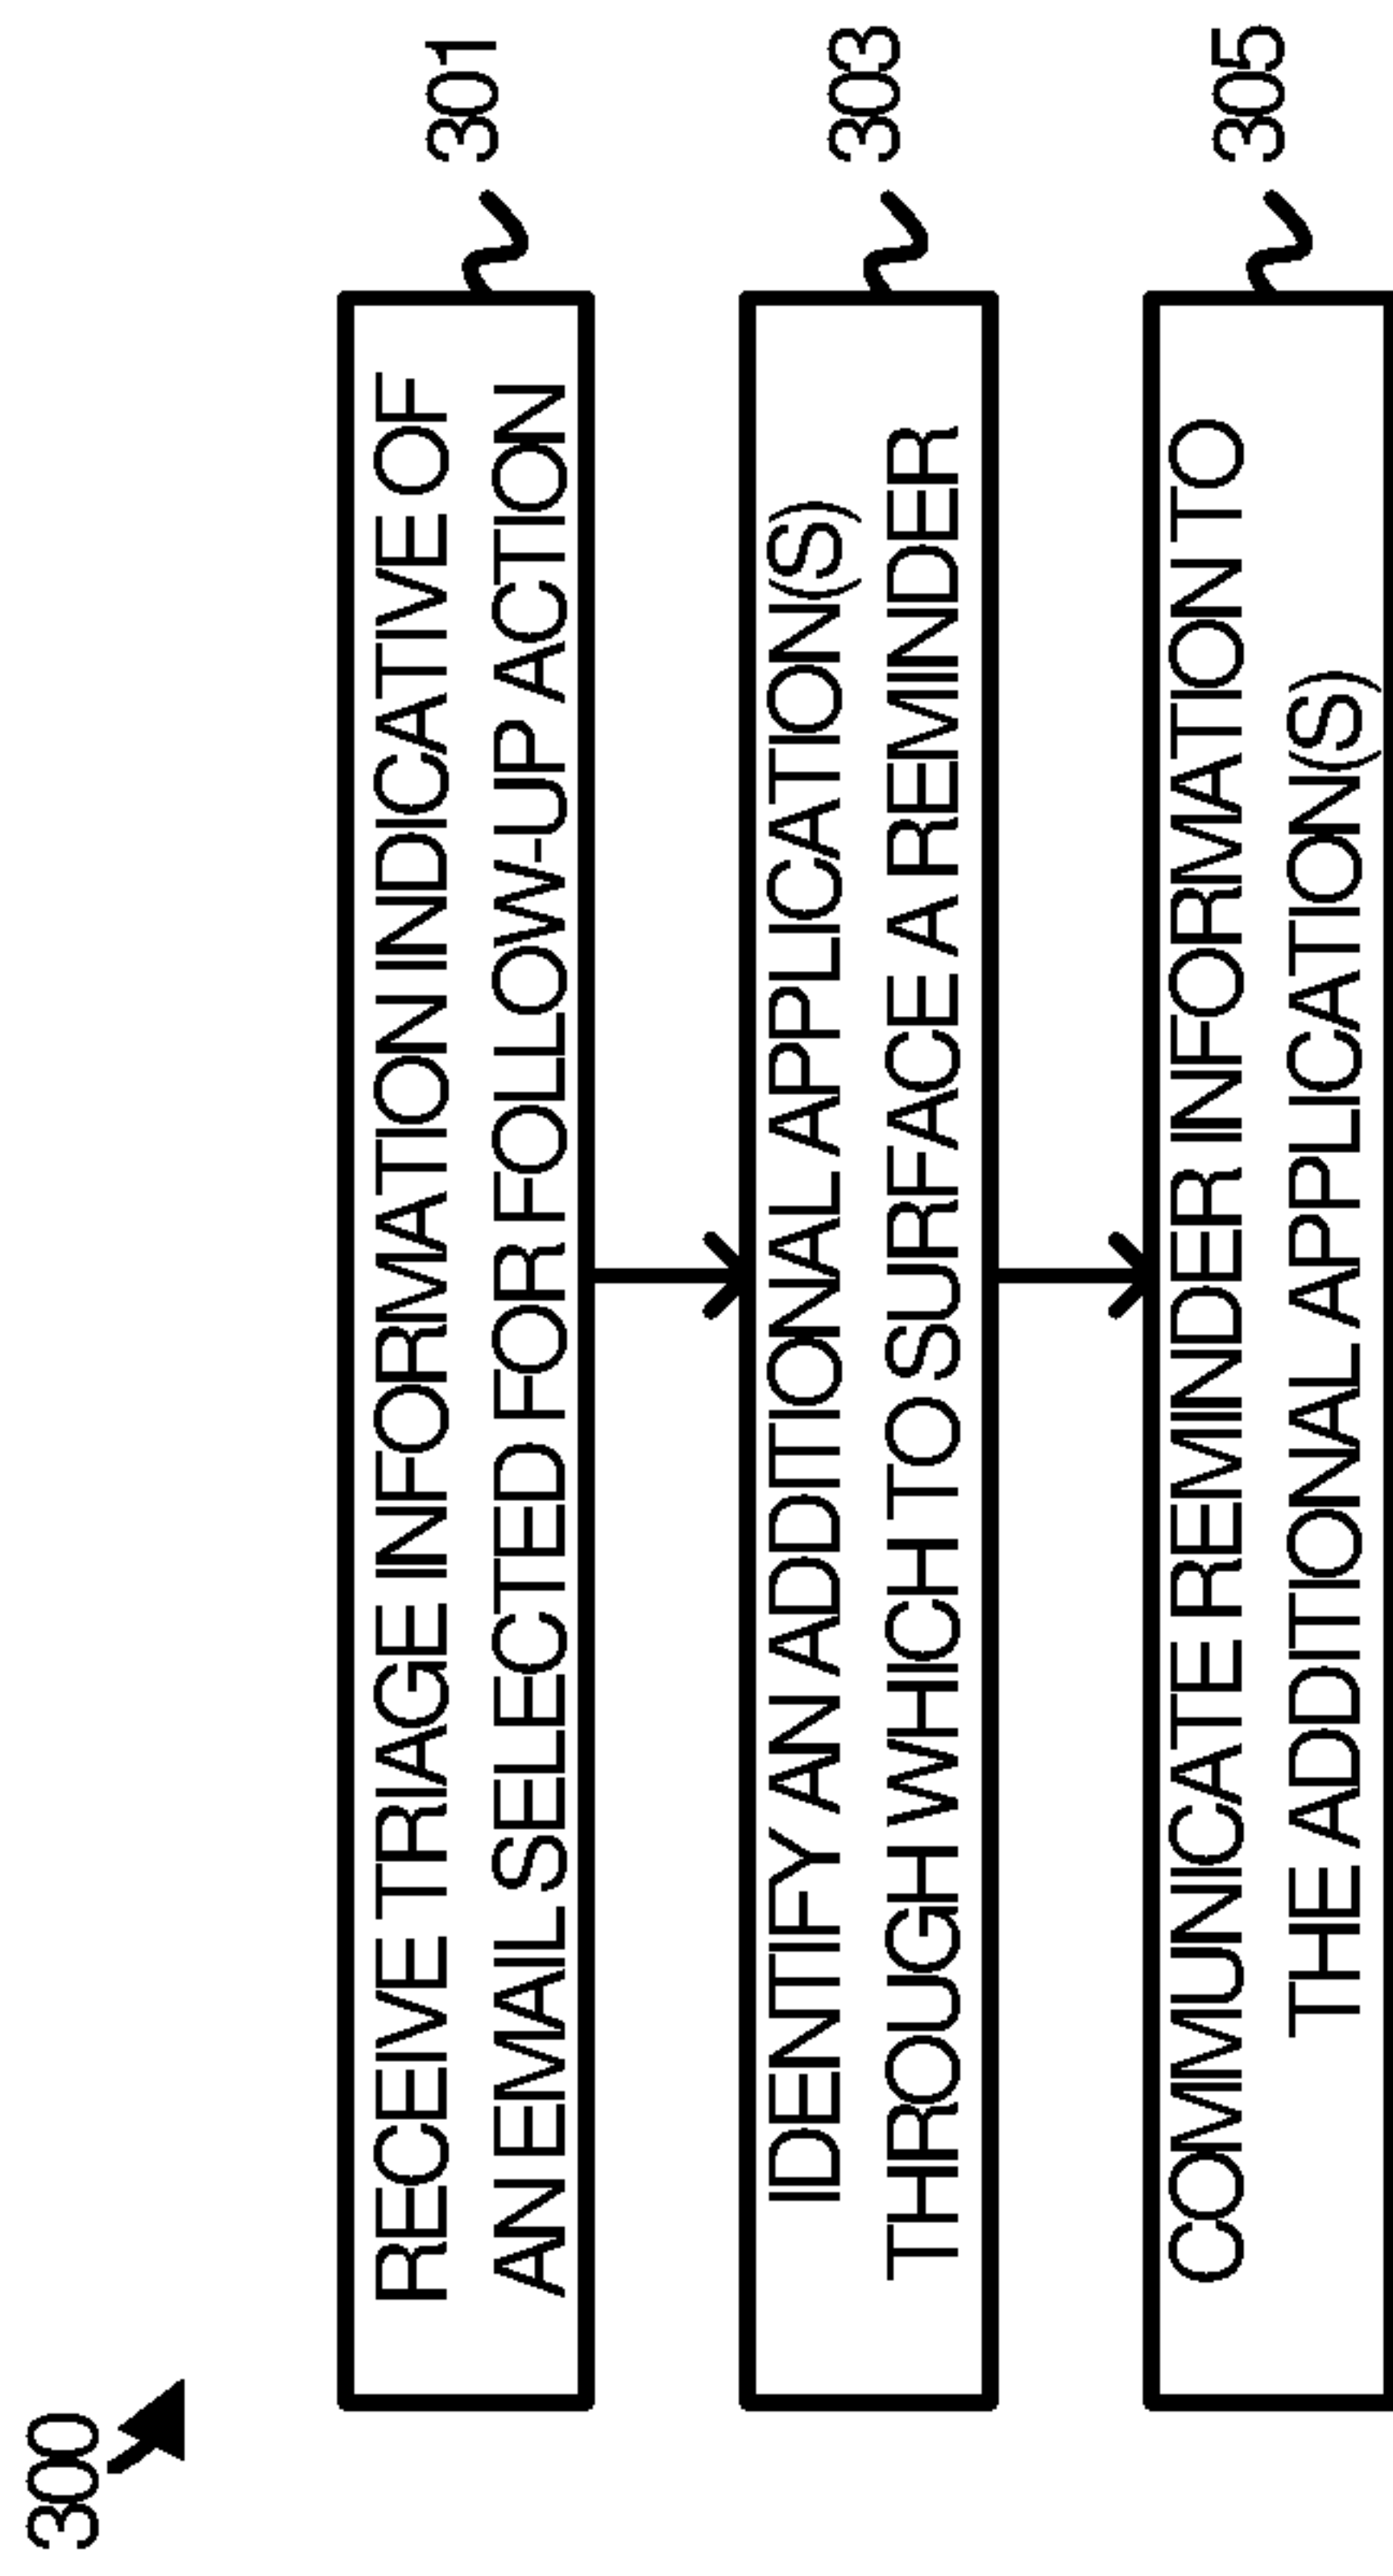 300
RECEIVE TRIAGE INFORMATION INDICATIVE OF
AN EMAIL SELECTED FOR FOLLOW-UP ACTION
301
IDENTIFY AN ADDITIONAL APPLICATION(S)
THROUGH WHICH TO SURFACE A REMINDER
303
COMMUNICATE REMINDER INFORMATION TO
THE ADDITIONAL APPLICATION(S)
305